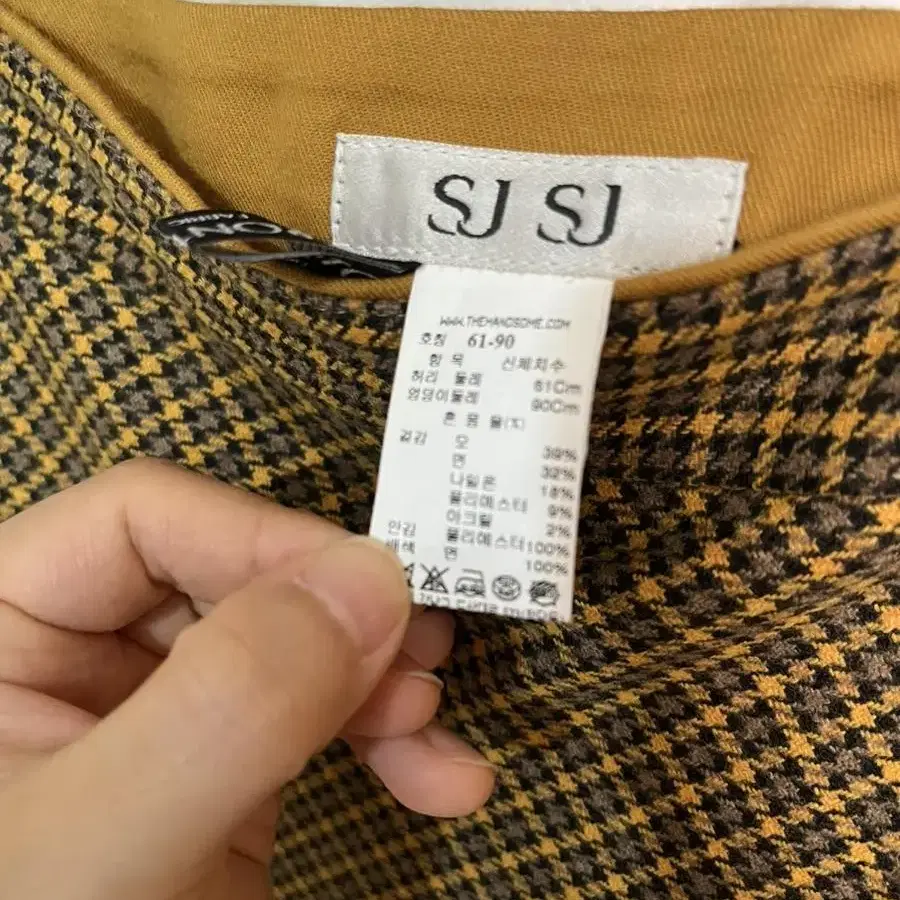 SJ SJ
WWW.THEHANDSOME.COM
호칭 61-90
항 목 신체치수
허리 둘레 61Cm
엉덩이둘레 90Cm
혼 용 율(%)
겉감 모 39%
면 32%
나일론 18%
폴리에스터 9%
아크릴 2%
안감 폴리에스터 100%
배색 면 100%